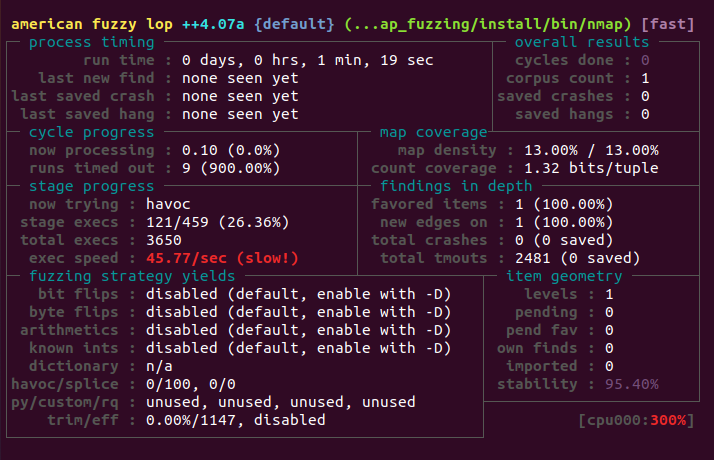 american fuzzy lop ++4.07a {default} (...ap_fuzzing/install/bin/nmap) [fast]
process timing overall results
run time : 0 days, 0 hrs, 1 min, 19 sec cycles done : 0
last new find : none seen yet corpus count : 1
last saved crash : none seen yet saved crashes : 0
last saved hang : none seen yet saved hangs : 0
cycle progress map coverage
now processing : 0.10 (0.0%) map density : 13.00% / 13.00%
runs timed out : 9 (900.00%) count coverage : 1.32 bits/tuple
stage progress findings in depth
now trying : havoc favored items : 1 (100.00%)
stage execs : 121/459 (26.36%) new edges on : 1 (100.00%)
total execs : 3650 total crashes : 0 (0 saved)
exec speed : 45.77/sec (slow!) total tmouts : 2481 (0 saved)
fuzzing strategy yields item geometry
bit flips : disabled (default, enable with -D) levels : 1
byte flips : disabled (default, enable with -D) pending : 0
arithmetics : disabled (default, enable with -D) pend fav : 0
known ints : disabled (default, enable with -D) own finds : 0
dictionary : n/a imported : 0
havoc/splice : 0/100, 0/0 stability : 95.40%
py/custom/rq : unused, unused, unused, unused
trim/eff : 0.00%/1147, disabled [cpu000:300%]